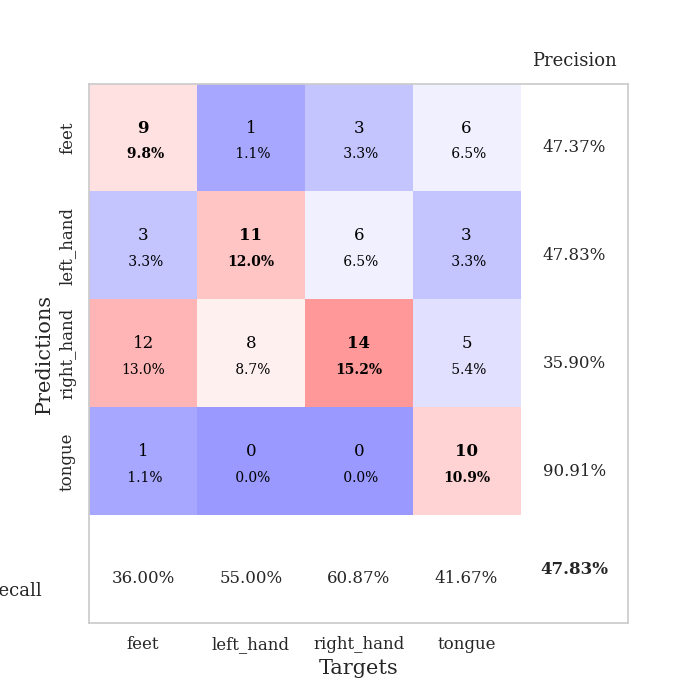 Precision
feet 9 1 3 6 47.37%
9.8% 1.1% 3.3% 6.5%
left_hand 3 11 6 3 47.83%
3.3% 12.0% 6.5% 3.3%
right_hand 12 8 14 5 35.90%
13.0% 8.7% 15.2% 5.4%
tongue 1 0 0 10 90.91%
1.1% 0.0% 0.0% 10.9%
Predictions
ecall 36.00% 55.00% 60.87% 41.67% 47.83%
feet left_hand right_hand tongue
Targets